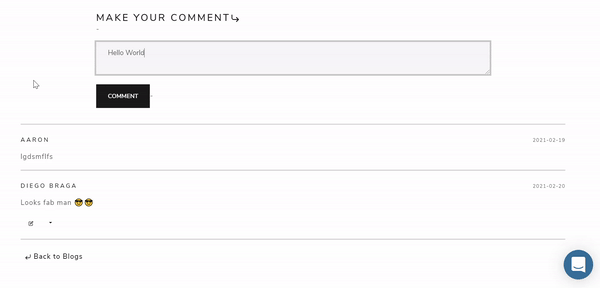 MAKE YOUR COMMENT
Hello World
COMMENT
AARON 2021-02-19
lgdsmflfs
DIEGO BRAGA 2021-02-20
Looks fab man 😎😎
Back to Blogs